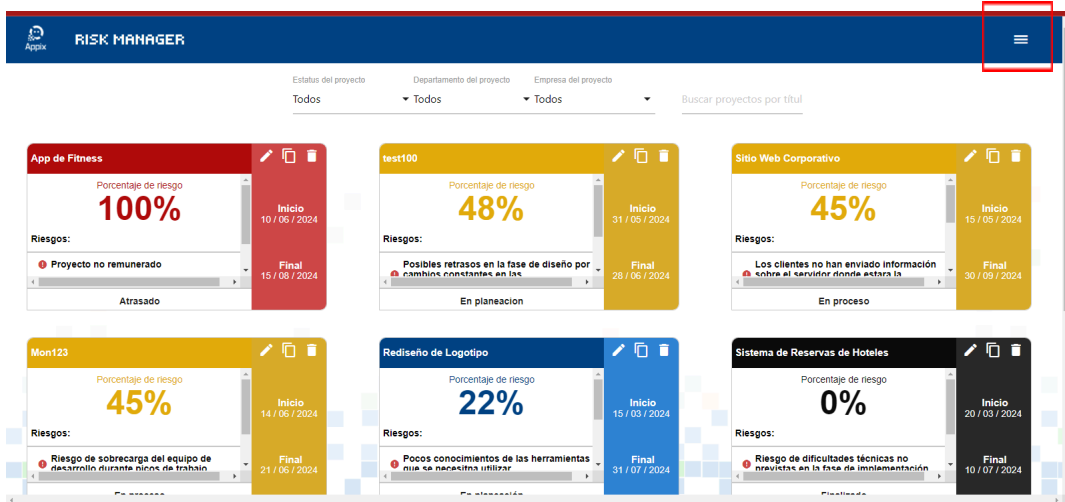 Appix
RISK MANAGER
Estatus del proyecto
Todos
Departamento del proyecto
Todos
Empresa del proyecto
Todos
Buscar proyectos por títul
App de Fitness
Porcentaje de riesgo
100%
Riesgos:
Proyecto no remunerado
Atrasado
Inicio
10 / 06 / 2024
Final
15 / 08 / 2024
test100
Porcentaje de riesgo
48%
Riesgos:
Posibles retrasos en la fase de diseño por
cambios constantes en las
En planeacion
Inicio
31 / 05 / 2024
Final
28 / 06 / 2024
Sitio Web Corporativo
Porcentaje de riesgo
45%
Riesgos:
Los clientes no han enviado información
sobre el servidor donde estara la
En proceso
Inicio
15 / 05 / 2024
Final
30 / 09 / 2024
Mon123
Porcentaje de riesgo
45%
Riesgos:
Riesgo de sobrecarga del equipo de
desarrollo durante picos de trabajo
En proceso
Inicio
14 / 06 / 2024
Final
21 / 06 / 2024
Rediseño de Logotipo
Porcentaje de riesgo
22%
Riesgos:
Pocos conocimientos de las herramientas
que se necesitna utilizar
En planeación
Inicio
15 / 03 / 2024
Final
31 / 07 / 2024
Sistema de Reservas de Hoteles
Porcentaje de riesgo
0%
Riesgos:
Riesgo de dificultades técnicas no
previstas en la fase de implementación
Finalizado
Inicio
20 / 03 / 2024
Final
10 / 07 / 2024